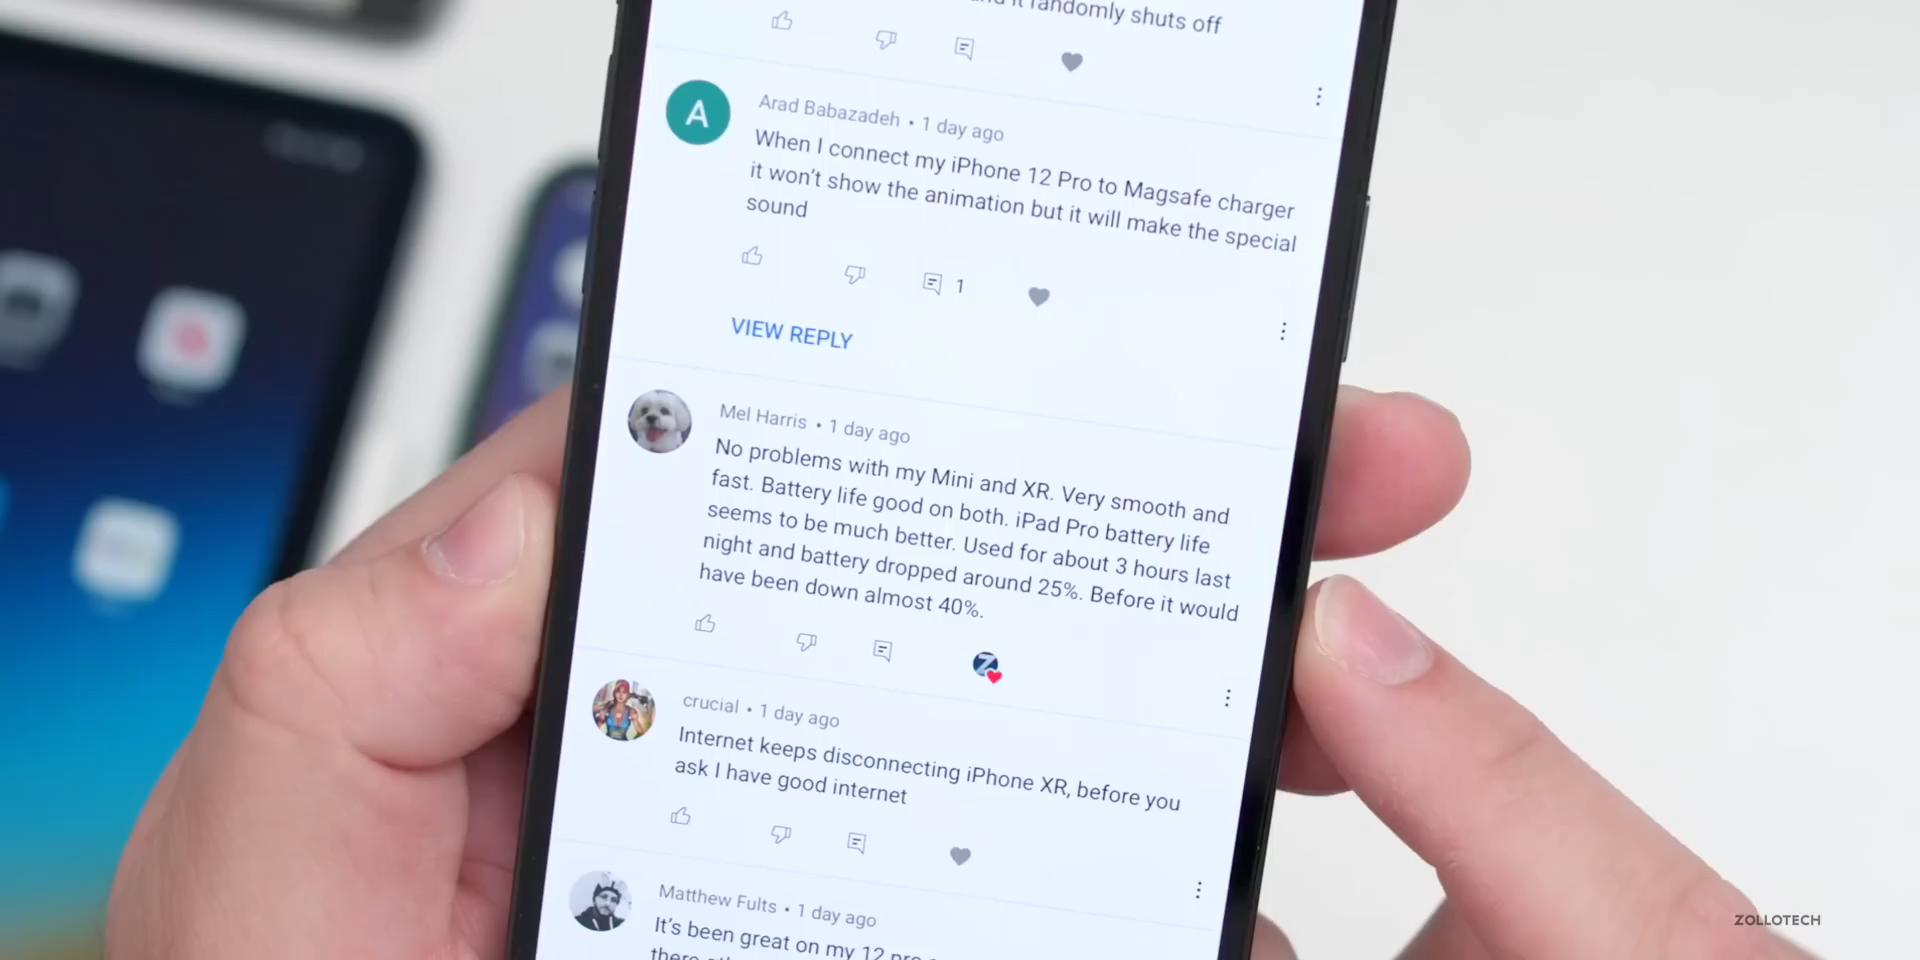 randomly shuts off
Arad Babazadeh • 1 day ago
When I connect my iPhone 12 Pro to Magsafe charger
it won't show the animation but it will make the special
sound
1
VIEW REPLY
Mel Harris • 1 day ago
No problems with my Mini and XR. Very smooth and
fast. Battery life good on both. iPad Pro battery life
seems to be much better. Used for about 3 hours last
night and battery dropped around 25%. Before it would
have been down almost 40%.
crucial • 1 day ago
Internet keeps disconnecting iPhone XR, before you
ask I have good internet
Matthew Fults • 1 day ago
It's been great on my 12 pro
A
Z
ZOLLOTECH